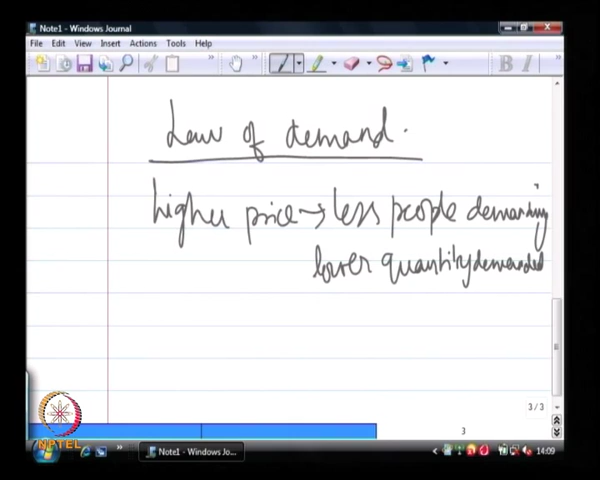 Note1 - Windows Journal
File Edit View Insert Actions Tools Help
B I
Law of demand.
higher price → less people demanding
lower quantity demanded
3/3
3
NPTEL
Note1 - Windows Jo...
14:09